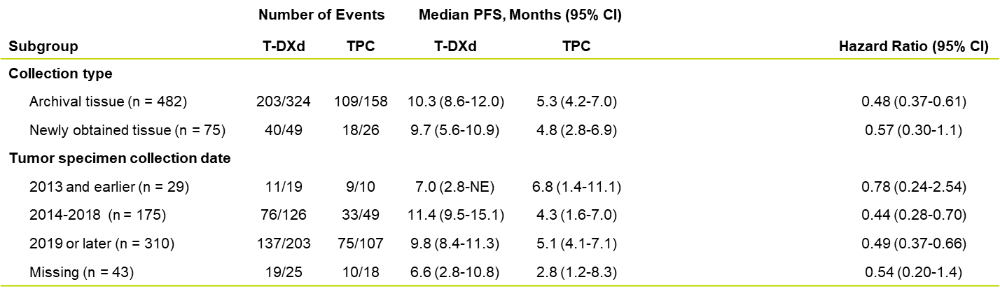 Number of Events Median PFS, Months (95% CI)
Subgroup T-DXd TPC T-DXd TPC Hazard Ratio (95% CI)
Collection type
Archival tissue (n = 482) 203/324 109/158 10.3 (8.6-12.0) 5.3 (4.2-7.0) 0.48 (0.37-0.61)
Newly obtained tissue (n = 75) 40/49 18/26 9.7 (5.6-10.9) 4.8 (2.8-6.9) 0.57 (0.30-1.1)
Tumor specimen collection date
2013 and earlier (n = 29) 11/19 9/10 7.0 (2.8-NE) 6.8 (1.4-11.1) 0.78 (0.24-2.54)
2014-2018 (n = 175) 76/126 33/49 11.4 (9.5-15.1) 4.3 (1.6-7.0) 0.44 (0.28-0.70)
2019 or later (n = 310) 137/203 75/107 9.8 (8.4-11.3) 5.1 (4.1-7.1) 0.49 (0.37-0.66)
Missing (n = 43) 19/25 10/18 6.6 (2.8-10.8) 2.8 (1.2-8.3) 0.54 (0.20-1.4)